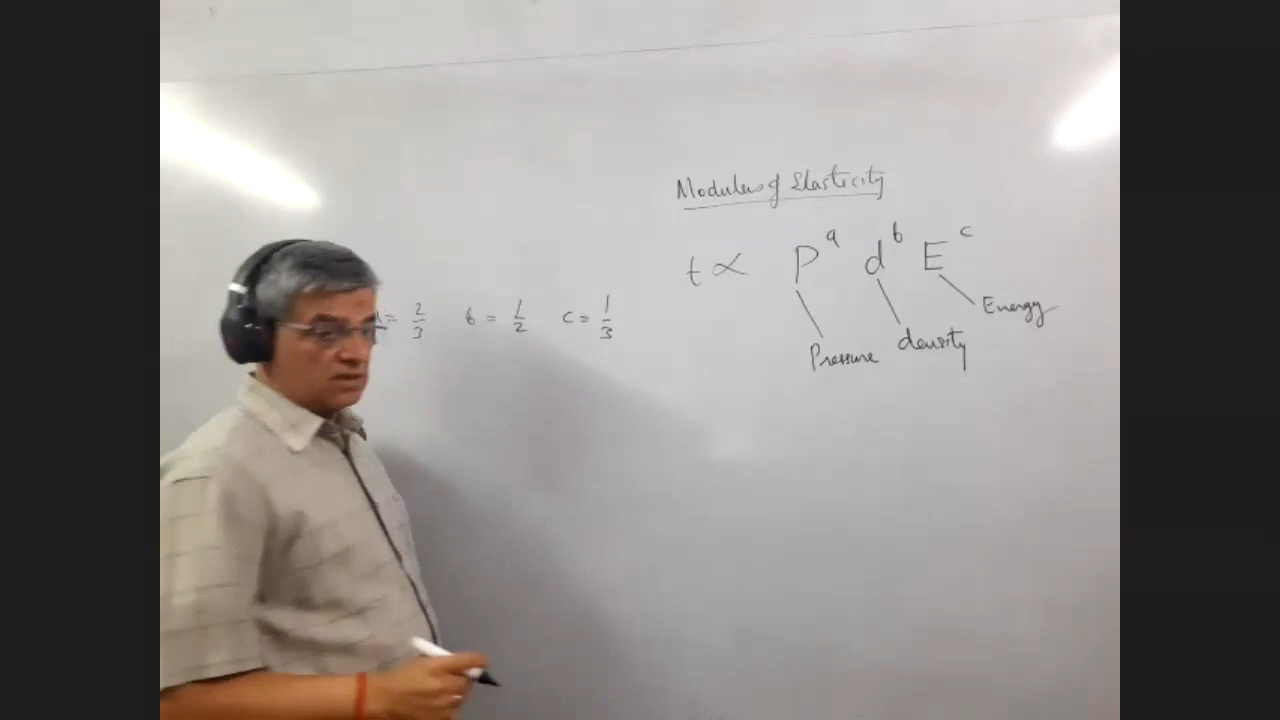 Modulus of Elasticity
t ∝ P^a d^b E^c
Energy
Pressure density
= 2/3 b = 1/2 c = 1/3